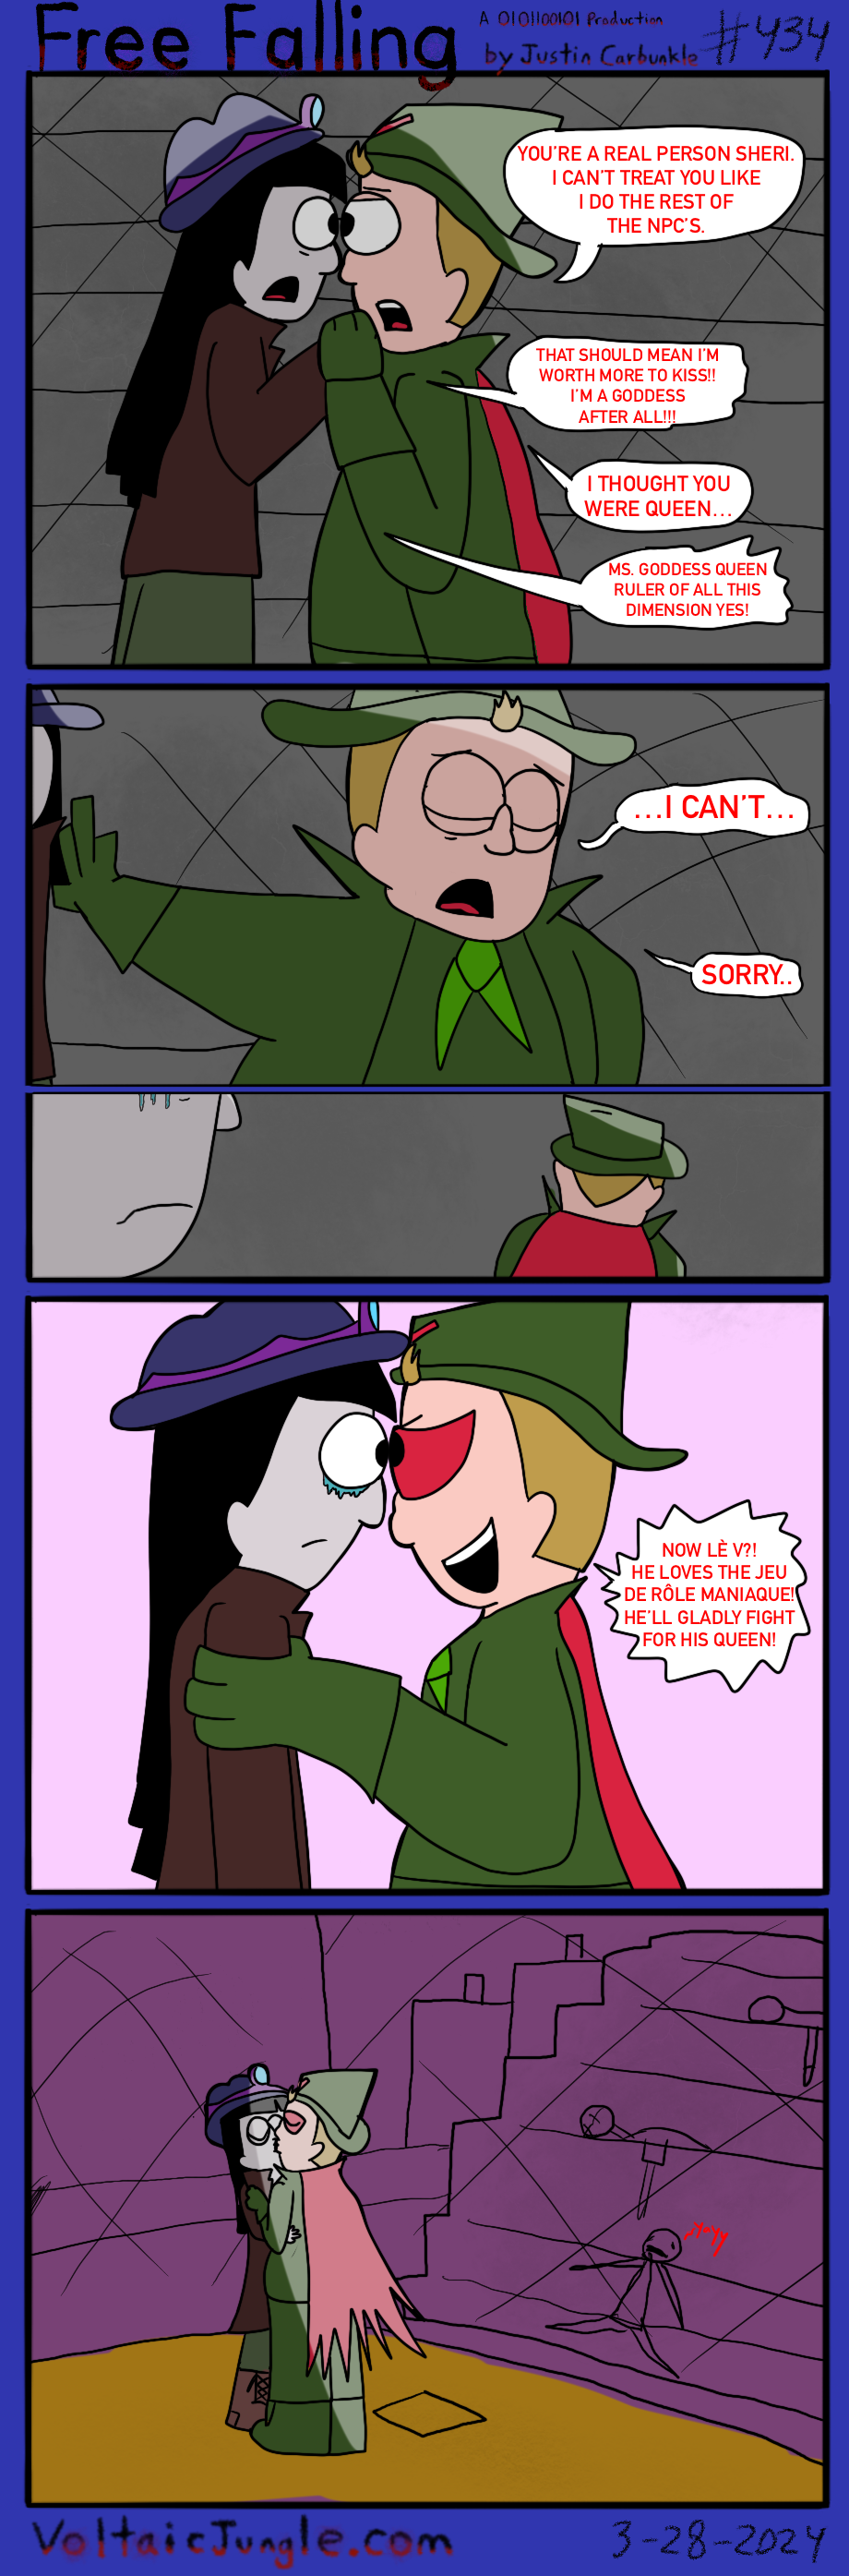 Free Falling
A 0101100101 Production
by Justin Carbunkle
#434
YOU'RE A REAL PERSON SHERI.
I CAN'T TREAT YOU LIKE
I DO THE REST OF
THE NPC'S.
THAT SHOULD MEAN I'M
WORTH MORE TO KISS!!
I'M A GODDESS
AFTER ALL!!!
I THOUGHT YOU
WERE QUEEN...
MS. GODDESS QUEEN
RULER OF ALL THIS
DIMENSION YES!
...I CAN'T...
SORRY..
NOW LÈ V?!
HE LOVES THE JEU
DE RÔLE MANIAQUE!
HE'LL GLADLY FIGHT
FOR HIS QUEEN!
VoltaicJungle.com
3-28-2024